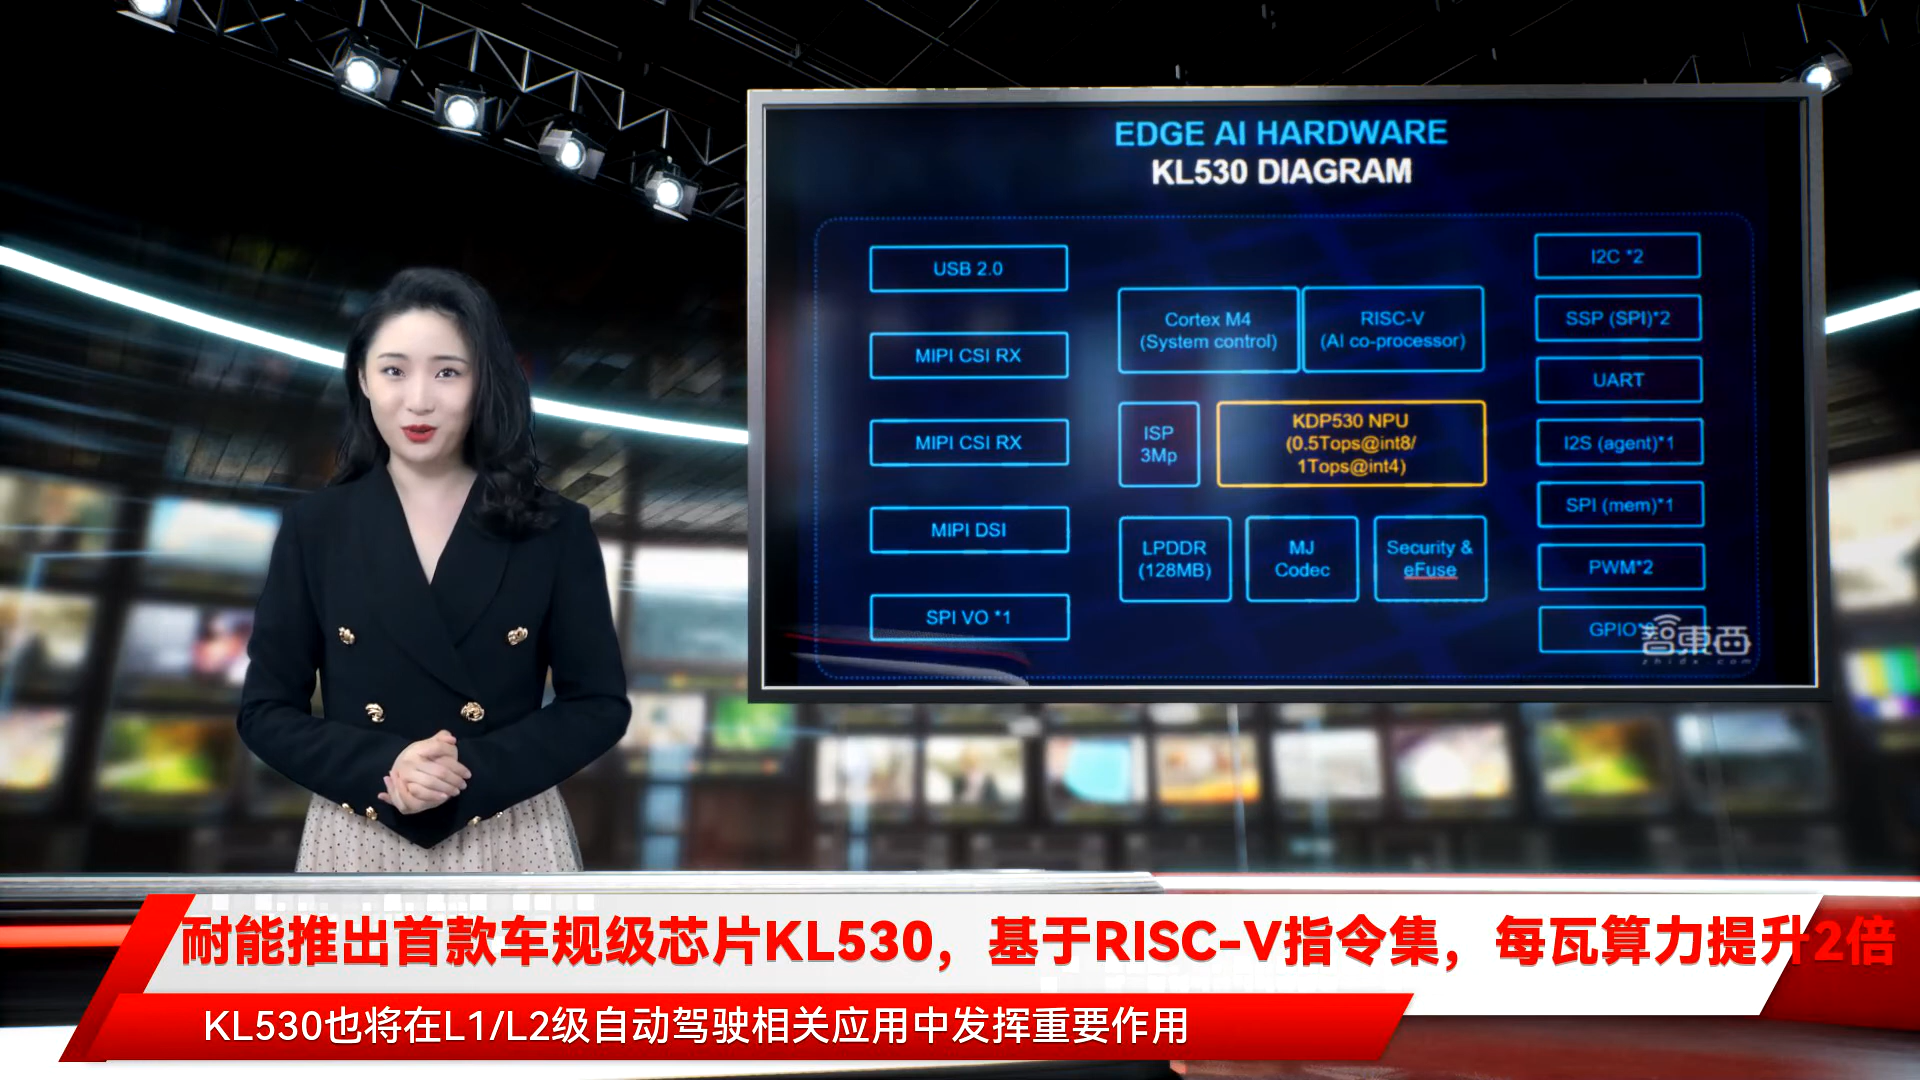 EDGE AI HARDWARE
KL530 DIAGRAM
USB 2.0
MIPI CSI RX
MIPI CSI RX
MIPI DSI
SPI VO *1
Cortex M4
(System control)
RISC-V
(AI co-processor)
ISP
3Mp
KDP530 NPU
(0.5Tops@int8/
1Tops@int4)
LPDDR
(128MB)
MJ
Codec
Security &
eFuse
I2C *2
SSP (SPI)*2
UART
I2S (agent)*1
SPI (mem)*1
PWM*2
GPIO
智東西
zhidx.com
耐能推出首款车规级芯片KL530，基于RISC-V指令集，每瓦算力提升2倍
KL530也将在L1/L2级自动驾驶相关应用中发挥重要作用